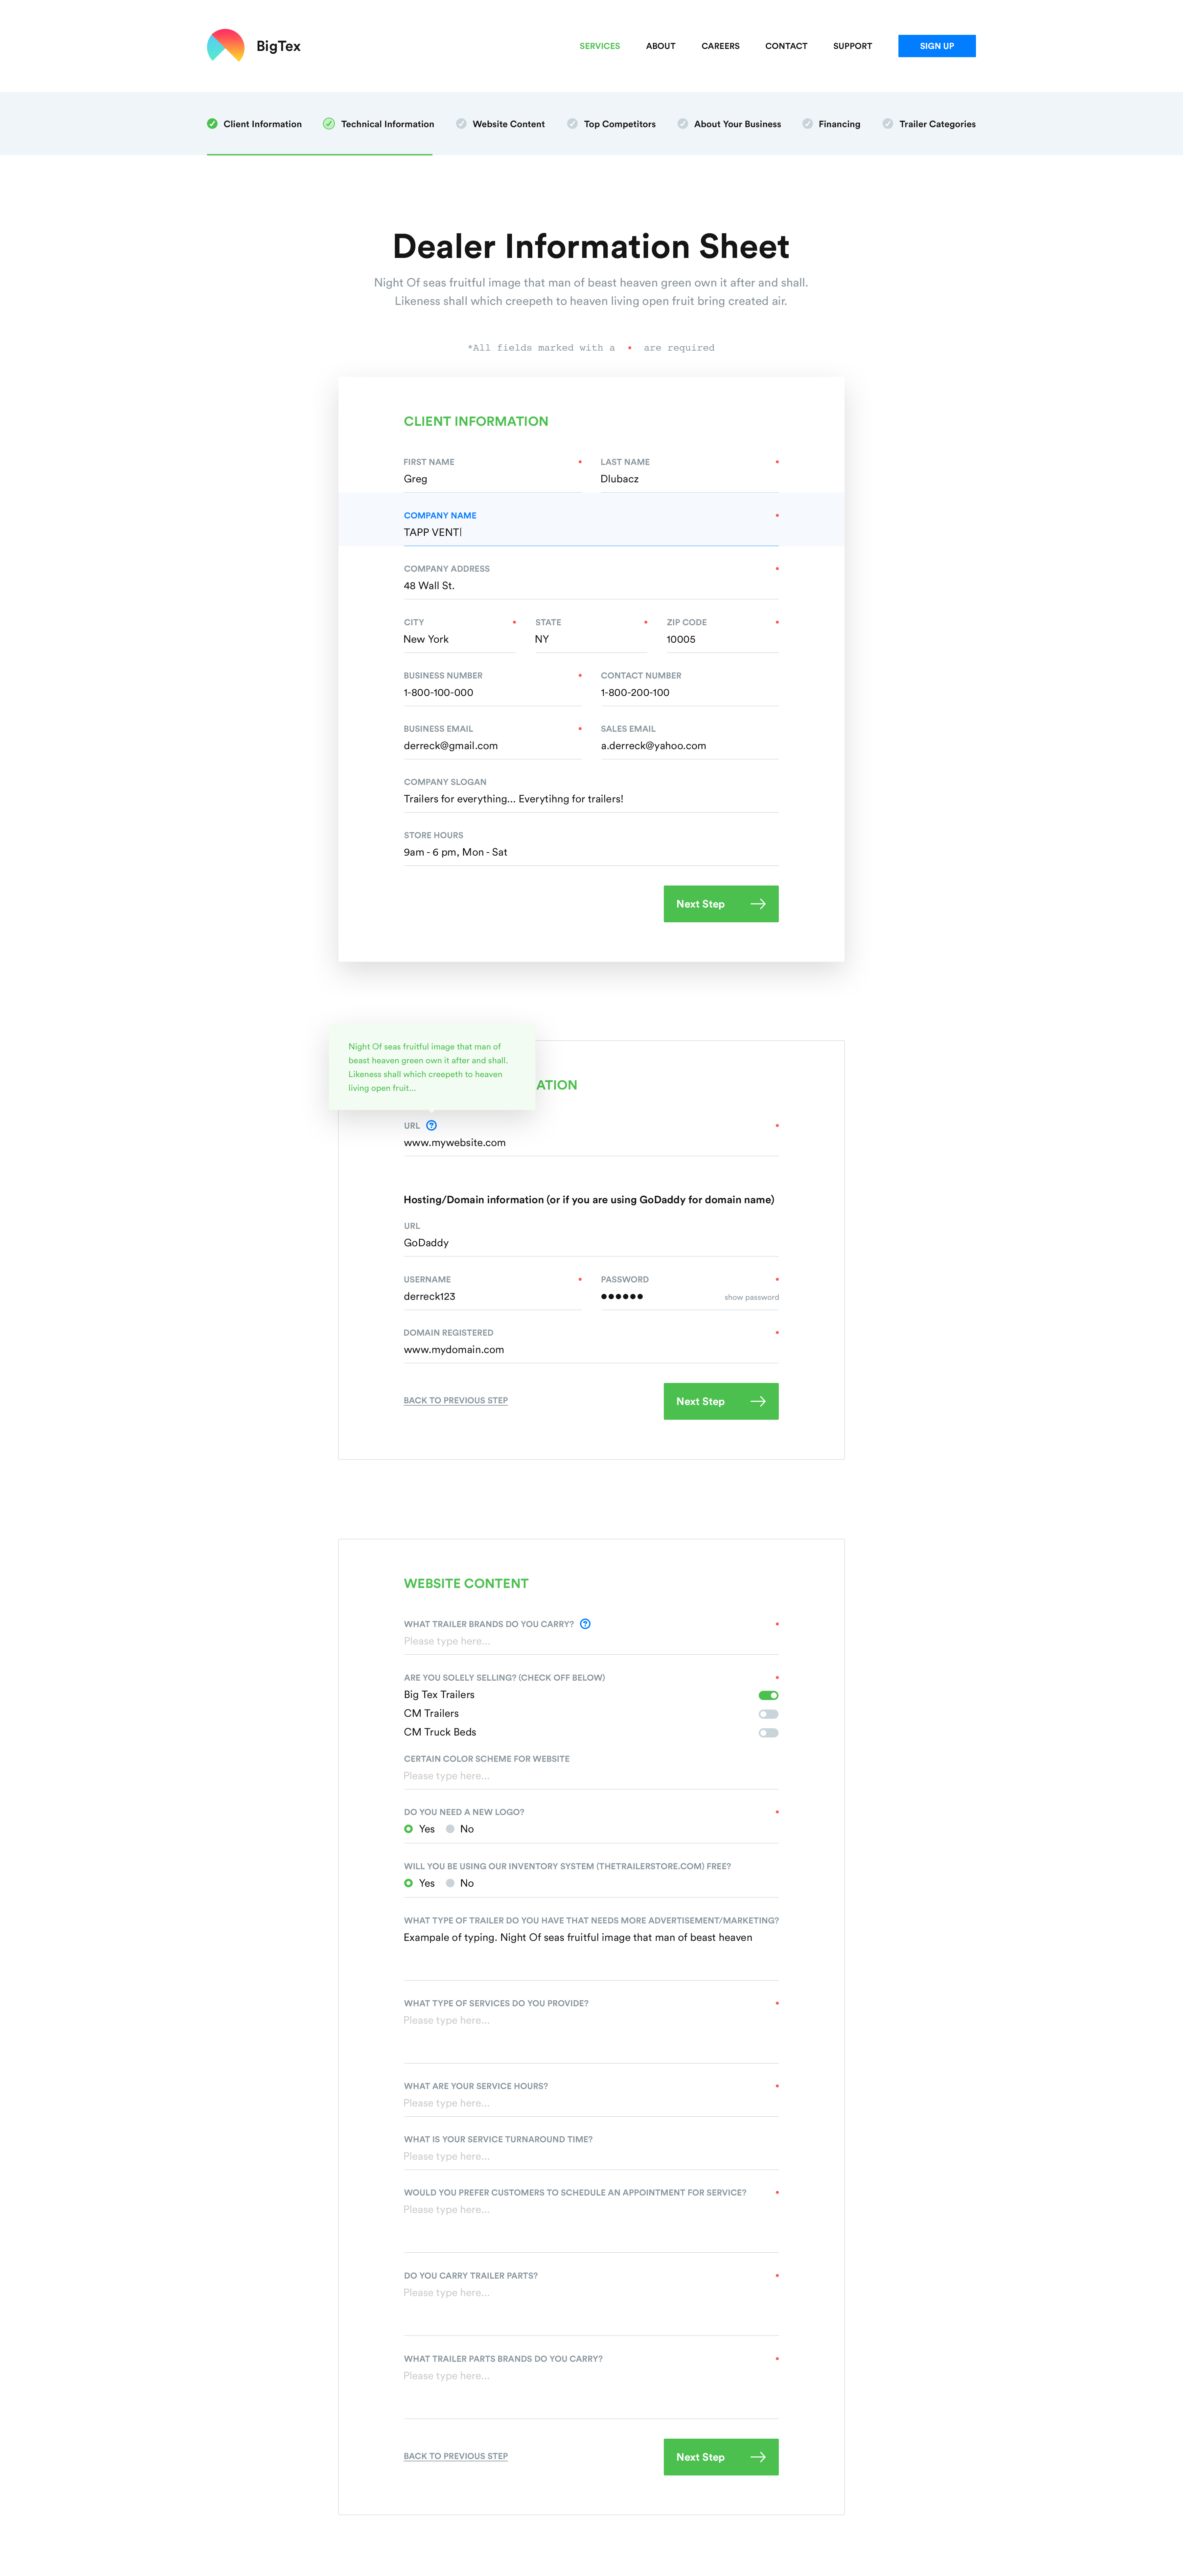 BigTex
SERVICES ABOUT CAREERS CONTACT SUPPORT SIGN UP
Client Information Technical Information Website Content Top Competitors About Your Business Financing Trailer Categories
Dealer Information Sheet
Night Of seas fruitful image that man of beast heaven green own it after and shall.
Likeness shall which creepeth to heaven living open fruit bring created air.
*All fields marked with a • are required
CLIENT INFORMATION
FIRST NAME • LAST NAME •
Greg Dlubacz
COMPANY NAME •
TAPP VENT|
COMPANY ADDRESS •
48 Wall St.
CITY • STATE • ZIP CODE •
New York NY 10005
BUSINESS NUMBER • CONTACT NUMBER
1-800-100-000 1-800-200-100
BUSINESS EMAIL • SALES EMAIL
derreck@gmail.com a.derreck@yahoo.com
COMPANY SLOGAN
Trailers for everything... Everytihng for trailers!
STORE HOURS
9am - 6 pm, Mon - Sat
Next Step →
Night Of seas fruitful image that man of
beast heaven green own it after and shall.
Likeness shall which creepeth to heaven
living open fruit...
ATION
URL ? •
www.mywebsite.com
Hosting/Domain information (or if you are using GoDaddy for domain name)
URL
GoDaddy
USERNAME • PASSWORD •
derreck123 ●●●●●● show password
DOMAIN REGISTERED •
www.mydomain.com
BACK TO PREVIOUS STEP Next Step →
WEBSITE CONTENT
WHAT TRAILER BRANDS DO YOU CARRY? ? •
Please type here...
ARE YOU SOLELY SELLING? (CHECK OFF BELOW) •
Big Tex Trailers
CM Trailers
CM Truck Beds
CERTAIN COLOR SCHEME FOR WEBSITE
Please type here...
DO YOU NEED A NEW LOGO? •
Yes No
WILL YOU BE USING OUR INVENTORY SYSTEM (THETRAILERSTORE.COM) FREE?
Yes No
WHAT TYPE OF TRAILER DO YOU HAVE THAT NEEDS MORE ADVERTISEMENT/MARKETING?
Exampale of typing. Night Of seas fruitful image that man of beast heaven
WHAT TYPE OF SERVICES DO YOU PROVIDE? •
Please type here...
WHAT ARE YOUR SERVICE HOURS? •
Please type here...
WHAT IS YOUR SERVICE TURNAROUND TIME?
Please type here...
WOULD YOU PREFER CUSTOMERS TO SCHEDULE AN APPOINTMENT FOR SERVICE? •
Please type here...
DO YOU CARRY TRAILER PARTS? •
Please type here...
WHAT TRAILER PARTS BRANDS DO YOU CARRY? •
Please type here...
BACK TO PREVIOUS STEP Next Step →